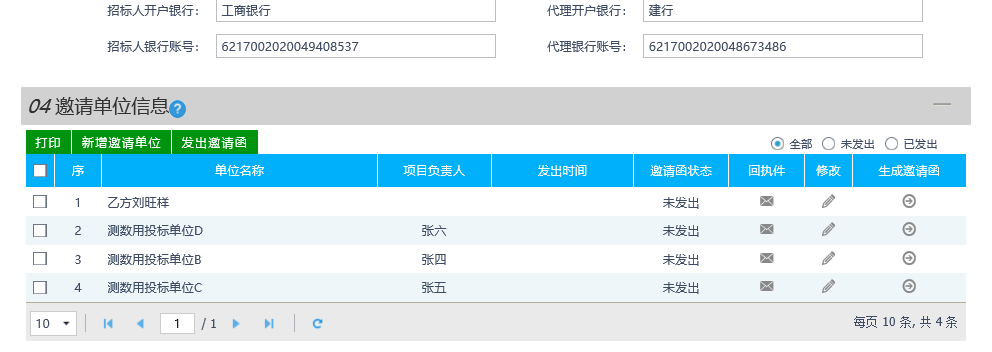 招标人开户银行： 工商银行 代理开户银行： 建行
招标人银行账号： 6217002020049408537 代理银行账号： 6217002020048673486
04 邀请单位信息 ?
打印 新增邀请单位 发出邀请函 全部 未发出 已发出
序 单位名称 项目负责人 发出时间 邀请函状态 回执件 修改 生成邀请函
1 乙方刘旺样 未发出
2 测数用投标单位D 张六 未发出
3 测数用投标单位B 张四 未发出
4 测数用投标单位C 张五 未发出
10 1 / 1 每页 10 条, 共 4 条